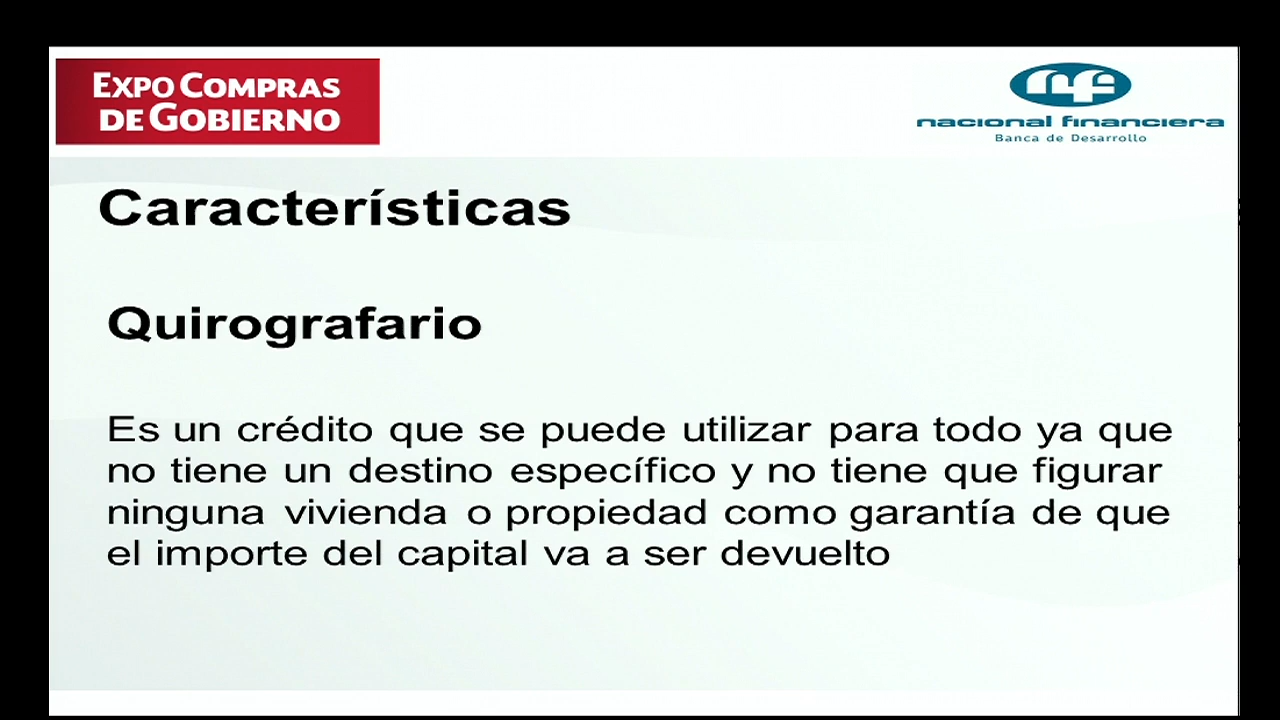 EXPO COMPRAS
DE GOBIERNO
nf
nacional financiera
Banca de Desarrollo
Características
Quirografario
Es un crédito que se puede utilizar para todo ya que
no tiene un destino específico y no tiene que figurar
ninguna vivienda o propiedad como garantía de que
el importe del capital va a ser devuelto